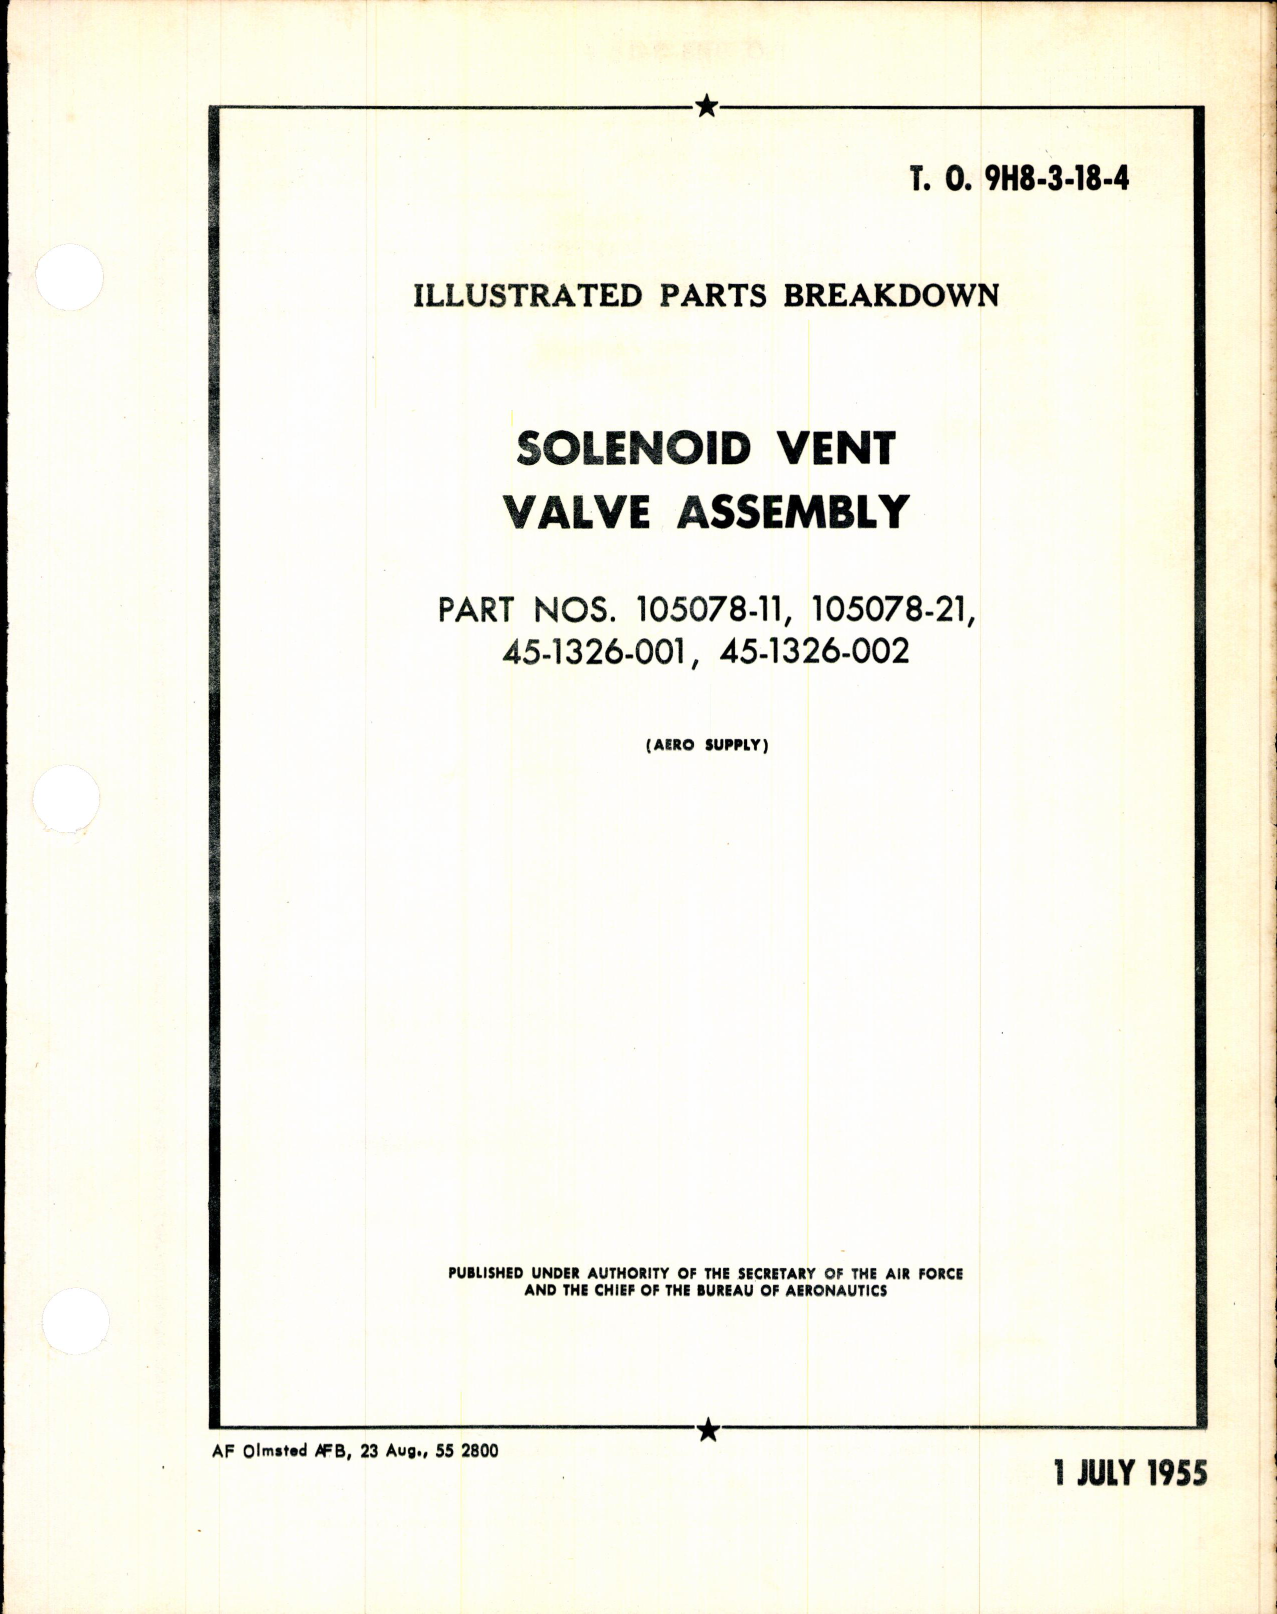 T. O. 9H8-3-18-4
ILLUSTRATED PARTS BREAKDOWN
SOLENOID VENT
VALVE ASSEMBLY
PART NOS. 105078-11, 105078-21,
45-1326-001, 45-1326-002
(AERO SUPPLY)
PUBLISHED UNDER AUTHORITY OF THE SECRETARY OF THE AIR FORCE
AND THE CHIEF OF THE BUREAU OF AERONAUTICS
AF Olmsted AFB, 23 Aug., 55 2800
1 JULY 1955